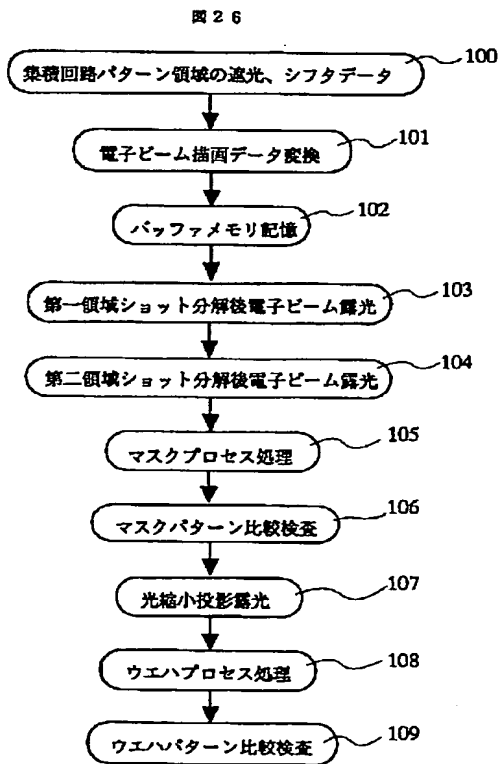 図26
集積回路パターン領域の遮光、シフタデータ 100
電子ビーム描画データ変換 101
バッファメモリ記憶 102
第一領域ショット分解後電子ビーム露光 103
第二領域ショット分解後電子ビーム露光 104
マスクプロセス処理 105
マスクパターン比較検査 106
光縮小投影露光 107
ウエハプロセス処理 108
ウエハパターン比較検査 109